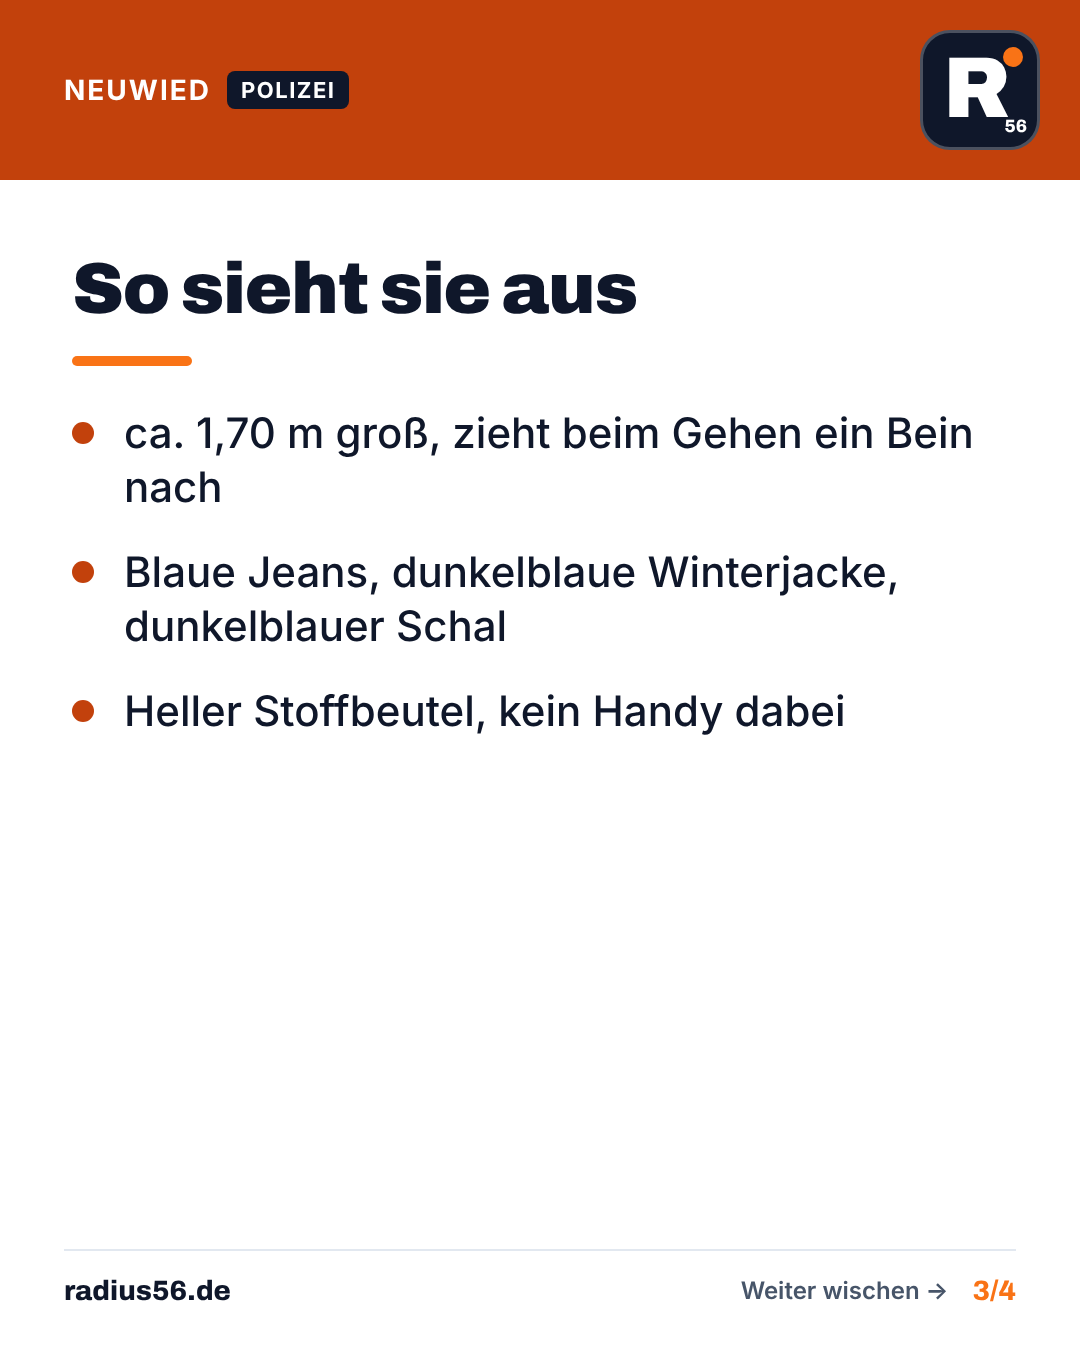 NEUWIED POLIZEI
R
56
So sieht sie aus
ca. 1,70 m groß, zieht beim Gehen ein Bein
nach
Blaue Jeans, dunkelblaue Winterjacke,
dunkelblauer Schal
Heller Stoffbeutel, kein Handy dabei
radius56.de
Weiter wischen → 3/4